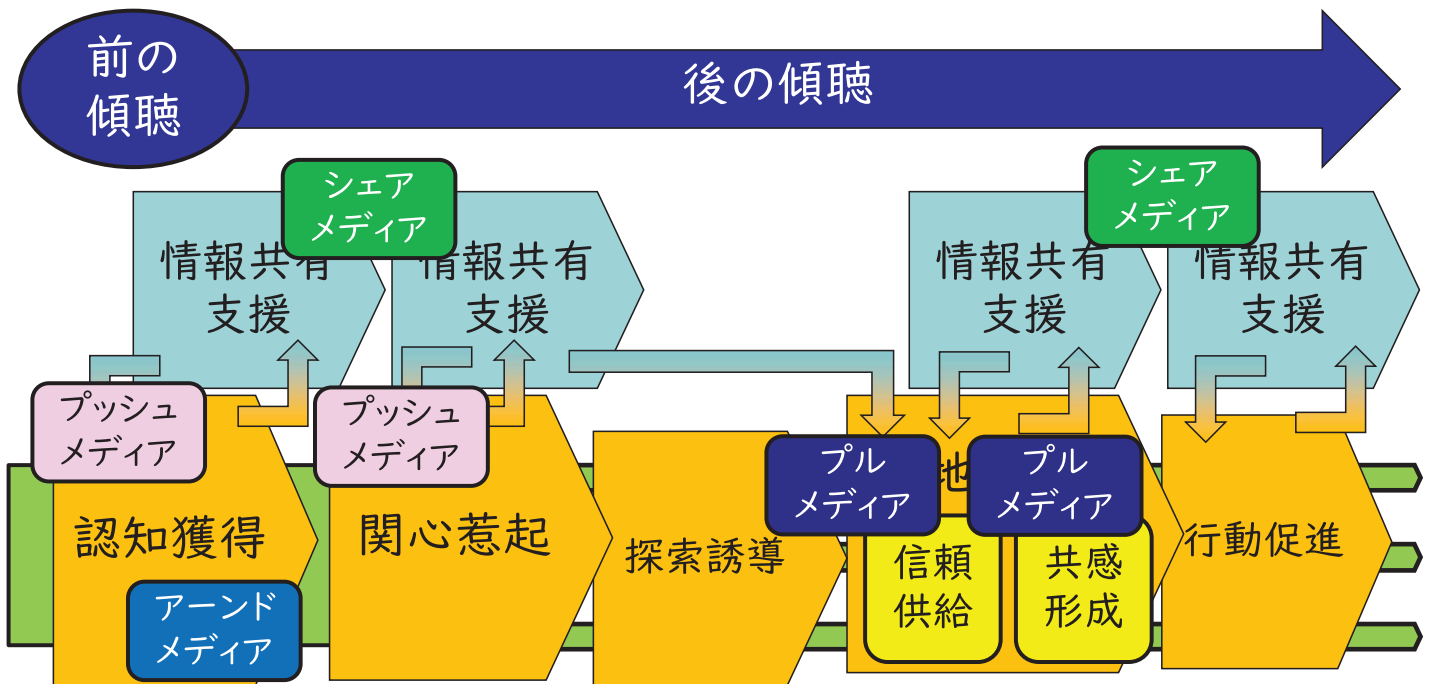 前の
傾聴
後の傾聴
シェア
メディア
シェア
メディア
情報共有
支援
情報共有
支援
情報共有
支援
情報共有
支援
プッシュ
メディア
プッシュ
メディア
プル
メディア
地
プル
メディア
認知獲得
関心惹起
探索誘導
信頼
供給
共感
形成
行動促進
アーンド
メディア